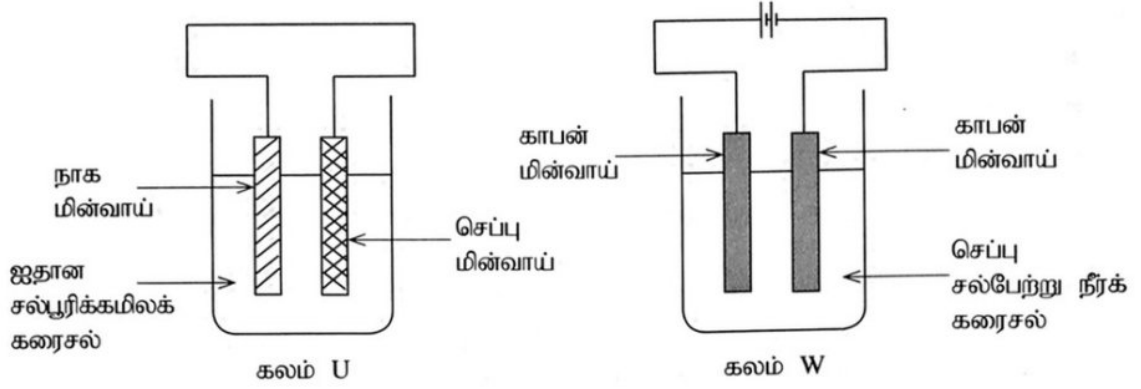 நாக
மின்வாய்
ஐதான
சல்பூரிக்கமிலக்
கரைசல்
செப்பு
மின்வாய்
கலம் U
காபன்
மின்வாய்
காபன்
மின்வாய்
செப்பு
சல்பேற்று நீர்க்
கரைசல்
கலம் W